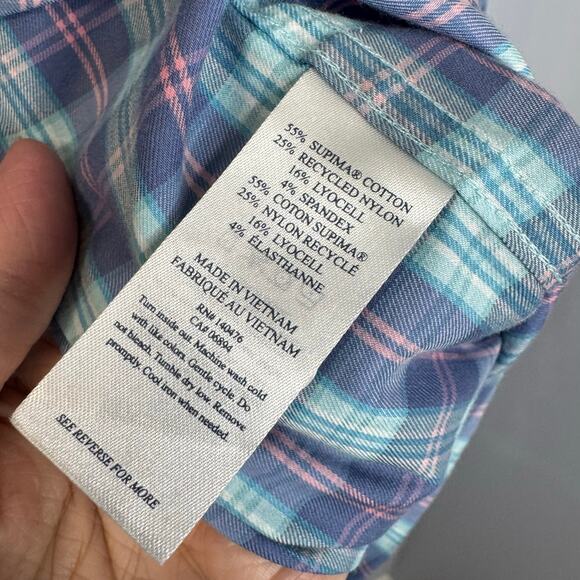 55% SUPIMA® COTTON
25% RECYCLED NYLON
16% LYOCELL
4% SPANDEX
55% COTON SUPIMA®
25% NYLON RECYCLÉ
16% LYOCELL
4% ELASTHANNE
MADE IN VIETNAM
FABRIQUÉ AU VIETNAM
RN# 140476
CA# 06894
Turn inside out. Machine wash cold
with like colors. Gentle cycle. Do
not bleach. Tumble dry low. Remove
promptly. Cool iron when needed.
SEE REVERSE FOR MORE